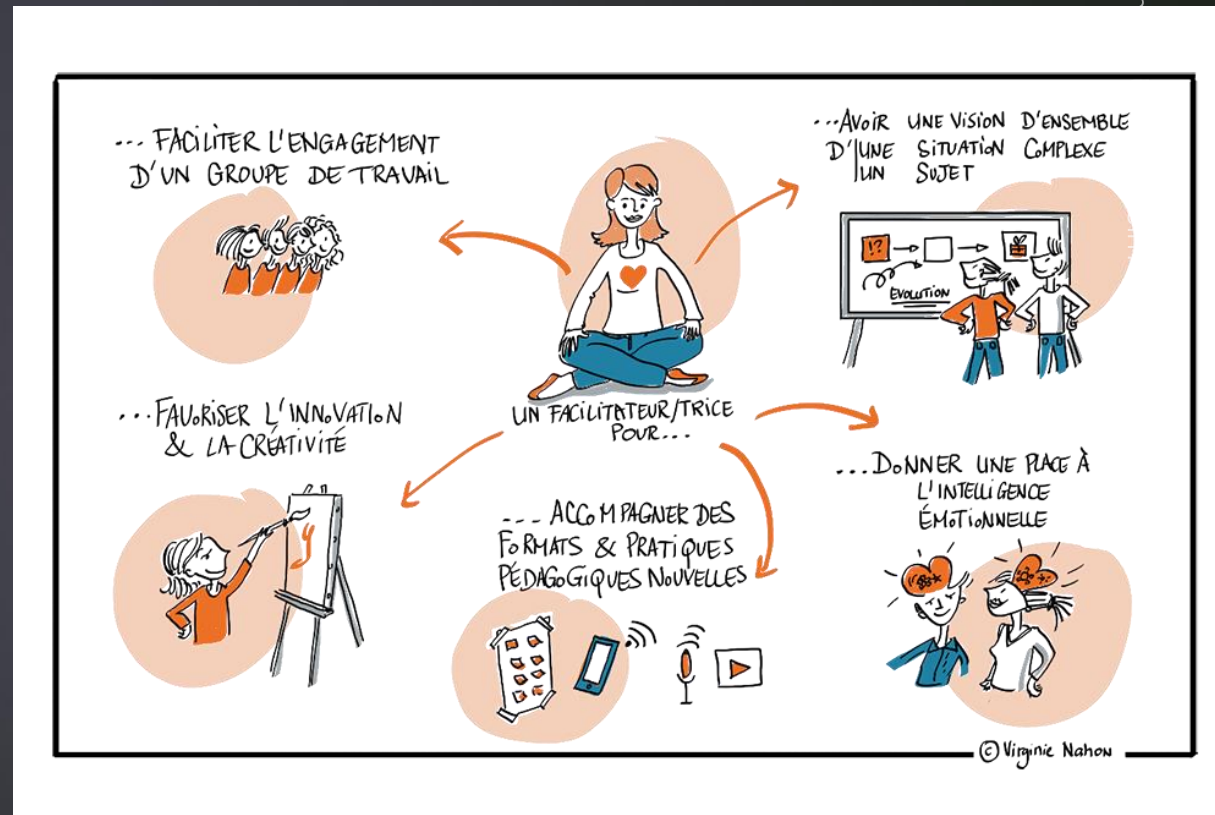 ... FACILITER L'ENGAGEMENT
D'UN GROUPE DE TRAVAIL
...AVOIR UNE VISION D'ENSEMBLE
D' UNE SITUATION COMPLEXE
UN SUJET
!?
EVOLUTION
UN FACILITATEUR/TRICE
POUR...
...FAVORISER L'INNOVATION
& LA CRÉATIVITÉ
... ACCOMPAGNER DES
FORMATS & PRATIQUES
PÉDAGOGIQUES NOUVELLES
...DONNER UNE PLACE À
L'INTELLIGENCE
ÉMOTIONNELLE
© Virginie Nahon